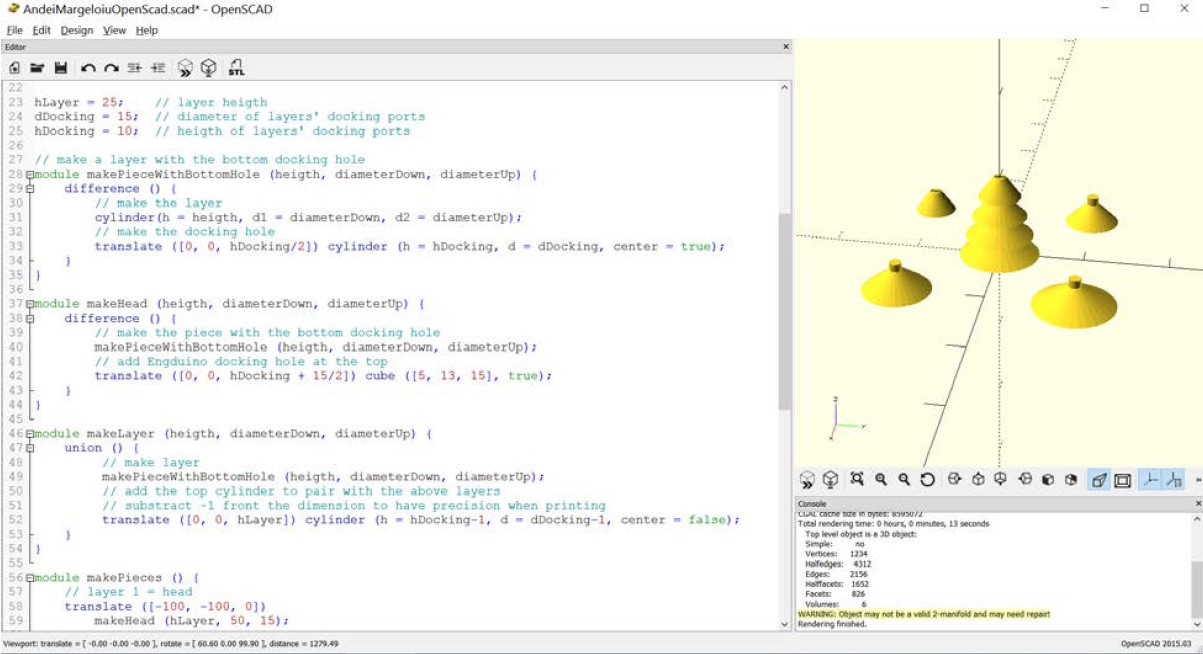 AndeiMargeloiuOpenScad.scad* - OpenSCAD
File Edit Design View Help
Editor
STL
22
23 hLayer = 25; // layer heigth
24 dDocking = 15; // diameter of layers' docking ports
25 hDocking = 10; // heigth of layers' docking ports
26
27 // make a layer with the bottom docking hole
28 module makePieceWithBottomHole (heigth, diameterDown, diameterUp) {
29 difference () {
30 // make the layer
31 cylinder(h = heigth, d1 = diameterDown, d2 = diameterUp);
32 // make the docking hole
33 translate ([0, 0, hDocking/2]) cylinder (h = hDocking, d = dDocking, center = true);
34 }
35 }
36
37 module makeHead (heigth, diameterDown, diameterUp) {
38 difference () {
39 // make the piece with the bottom docking hole
40 makePieceWithBottomHole (heigth, diameterDown, diameterUp);
41 // add Engduino docking hole at the top
42 translate ([0, 0, hDocking + 15/2]) cube ([5, 13, 15], true);
43 }
44 }
45
46 module makeLayer (heigth, diameterDown, diameterUp) {
47 union () {
48 // make layer
49 makePieceWithBottomHole (heigth, diameterDown, diameterUp);
50 // add the top cylinder to pair with the above layers
51 // substract -1 front the dimension to have precision when printing
52 translate ([0, 0, hLayer]) cylinder (h = hDocking-1, d = dDocking-1, center = false);
53 }
54 }
55
56 module makePieces () {
57 // layer 1 = head
58 translate ([-100, -100, 0])
59 makeHead (hLayer, 50, 15);
Console
CGAL cache size in bytes: 8595072
Total rendering time: 0 hours, 0 minutes, 13 seconds
Top level object is a 3D object:
Simple: no
Vertices: 1234
Halfedges: 4312
Edges: 2156
Halffacets: 1652
Facets: 826
Volumes: 6
WARNING: Object may not be a valid 2-manifold and may need repair!
Rendering finished.
Viewport: translate = [ -0.00 -0.00 -0.00 ], rotate = [ 60.60 0.00 99.90 ], distance = 1279.49
OpenSCAD 2015.03